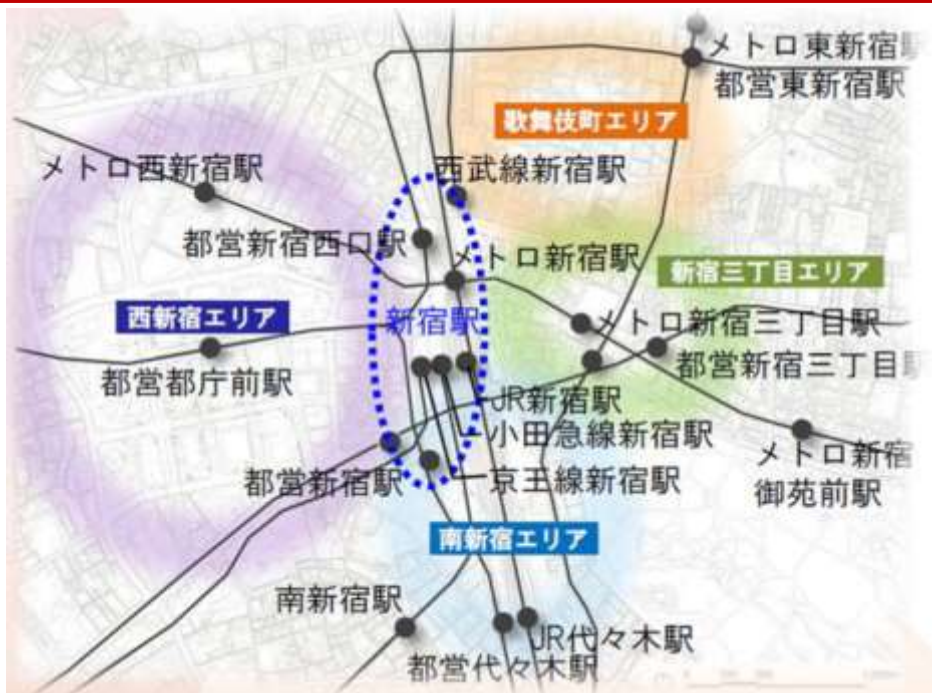 メトロ東新宿駅
都営東新宿駅
歌舞伎町エリア
メトロ西新宿駅
西武線新宿駅
都営新宿西口駅
メトロ新宿駅
新宿三丁目エリア
西新宿エリア
新宿駅
メトロ新宿三丁目駅
都営都庁前駅
都営新宿三丁目駅
JR新宿駅
小田急線新宿駅
メトロ新宿
御苑前駅
都営新宿駅
京王線新宿駅
南新宿エリア
南新宿駅
JR代々木駅
都営代々木駅